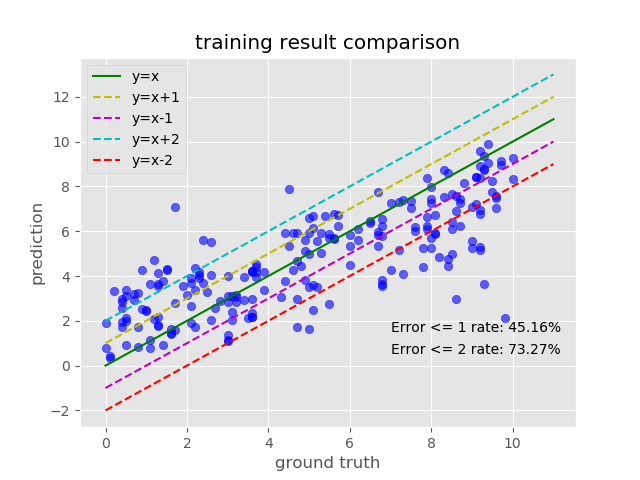 training result comparison
y=x
y=x+1
y=x-1
y=x+2
y=x-2
12
10
8
6
4
2
0
−2
prediction
Error <= 1 rate: 45.16%
Error <= 2 rate: 73.27%
0 2 4 6 8 10
ground truth